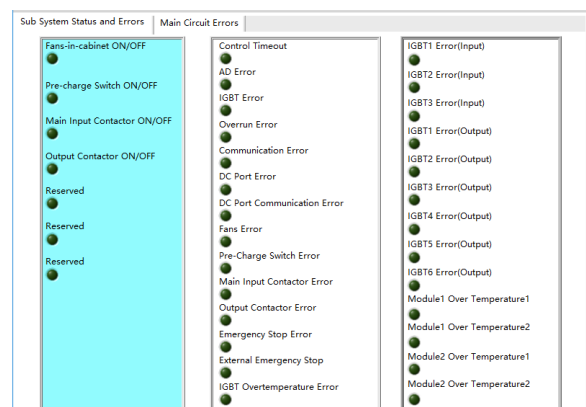 Sub System Status and Errors
Main Circuit Errors
Fans-in-cabinet ON/OFF
Pre-charge Switch ON/OFF
Main Input Contactor ON/OFF
Output Contactor ON/OFF
Reserved
Reserved
Reserved
Control Timeout
AD Error
IGBT Error
Overrun Error
Communication Error
DC Port Error
DC Port Communication Error
Fans Error
Pre-Charge Switch Error
Main Input Contactor Error
Output Contactor Error
Emergency Stop Error
External Emergency Stop
IGBT Overtemperature Error
IGBT1 Error(Input)
IGBT2 Error(Input)
IGBT3 Error(Input)
IGBT1 Error(Output)
IGBT2 Error(Output)
IGBT3 Error(Output)
IGBT4 Error(Output)
IGBT5 Error(Output)
IGBT6 Error(Output)
Module1 Over Temperature1
Module1 Over Temperature2
Module2 Over Temperature1
Module2 Over Temperature2